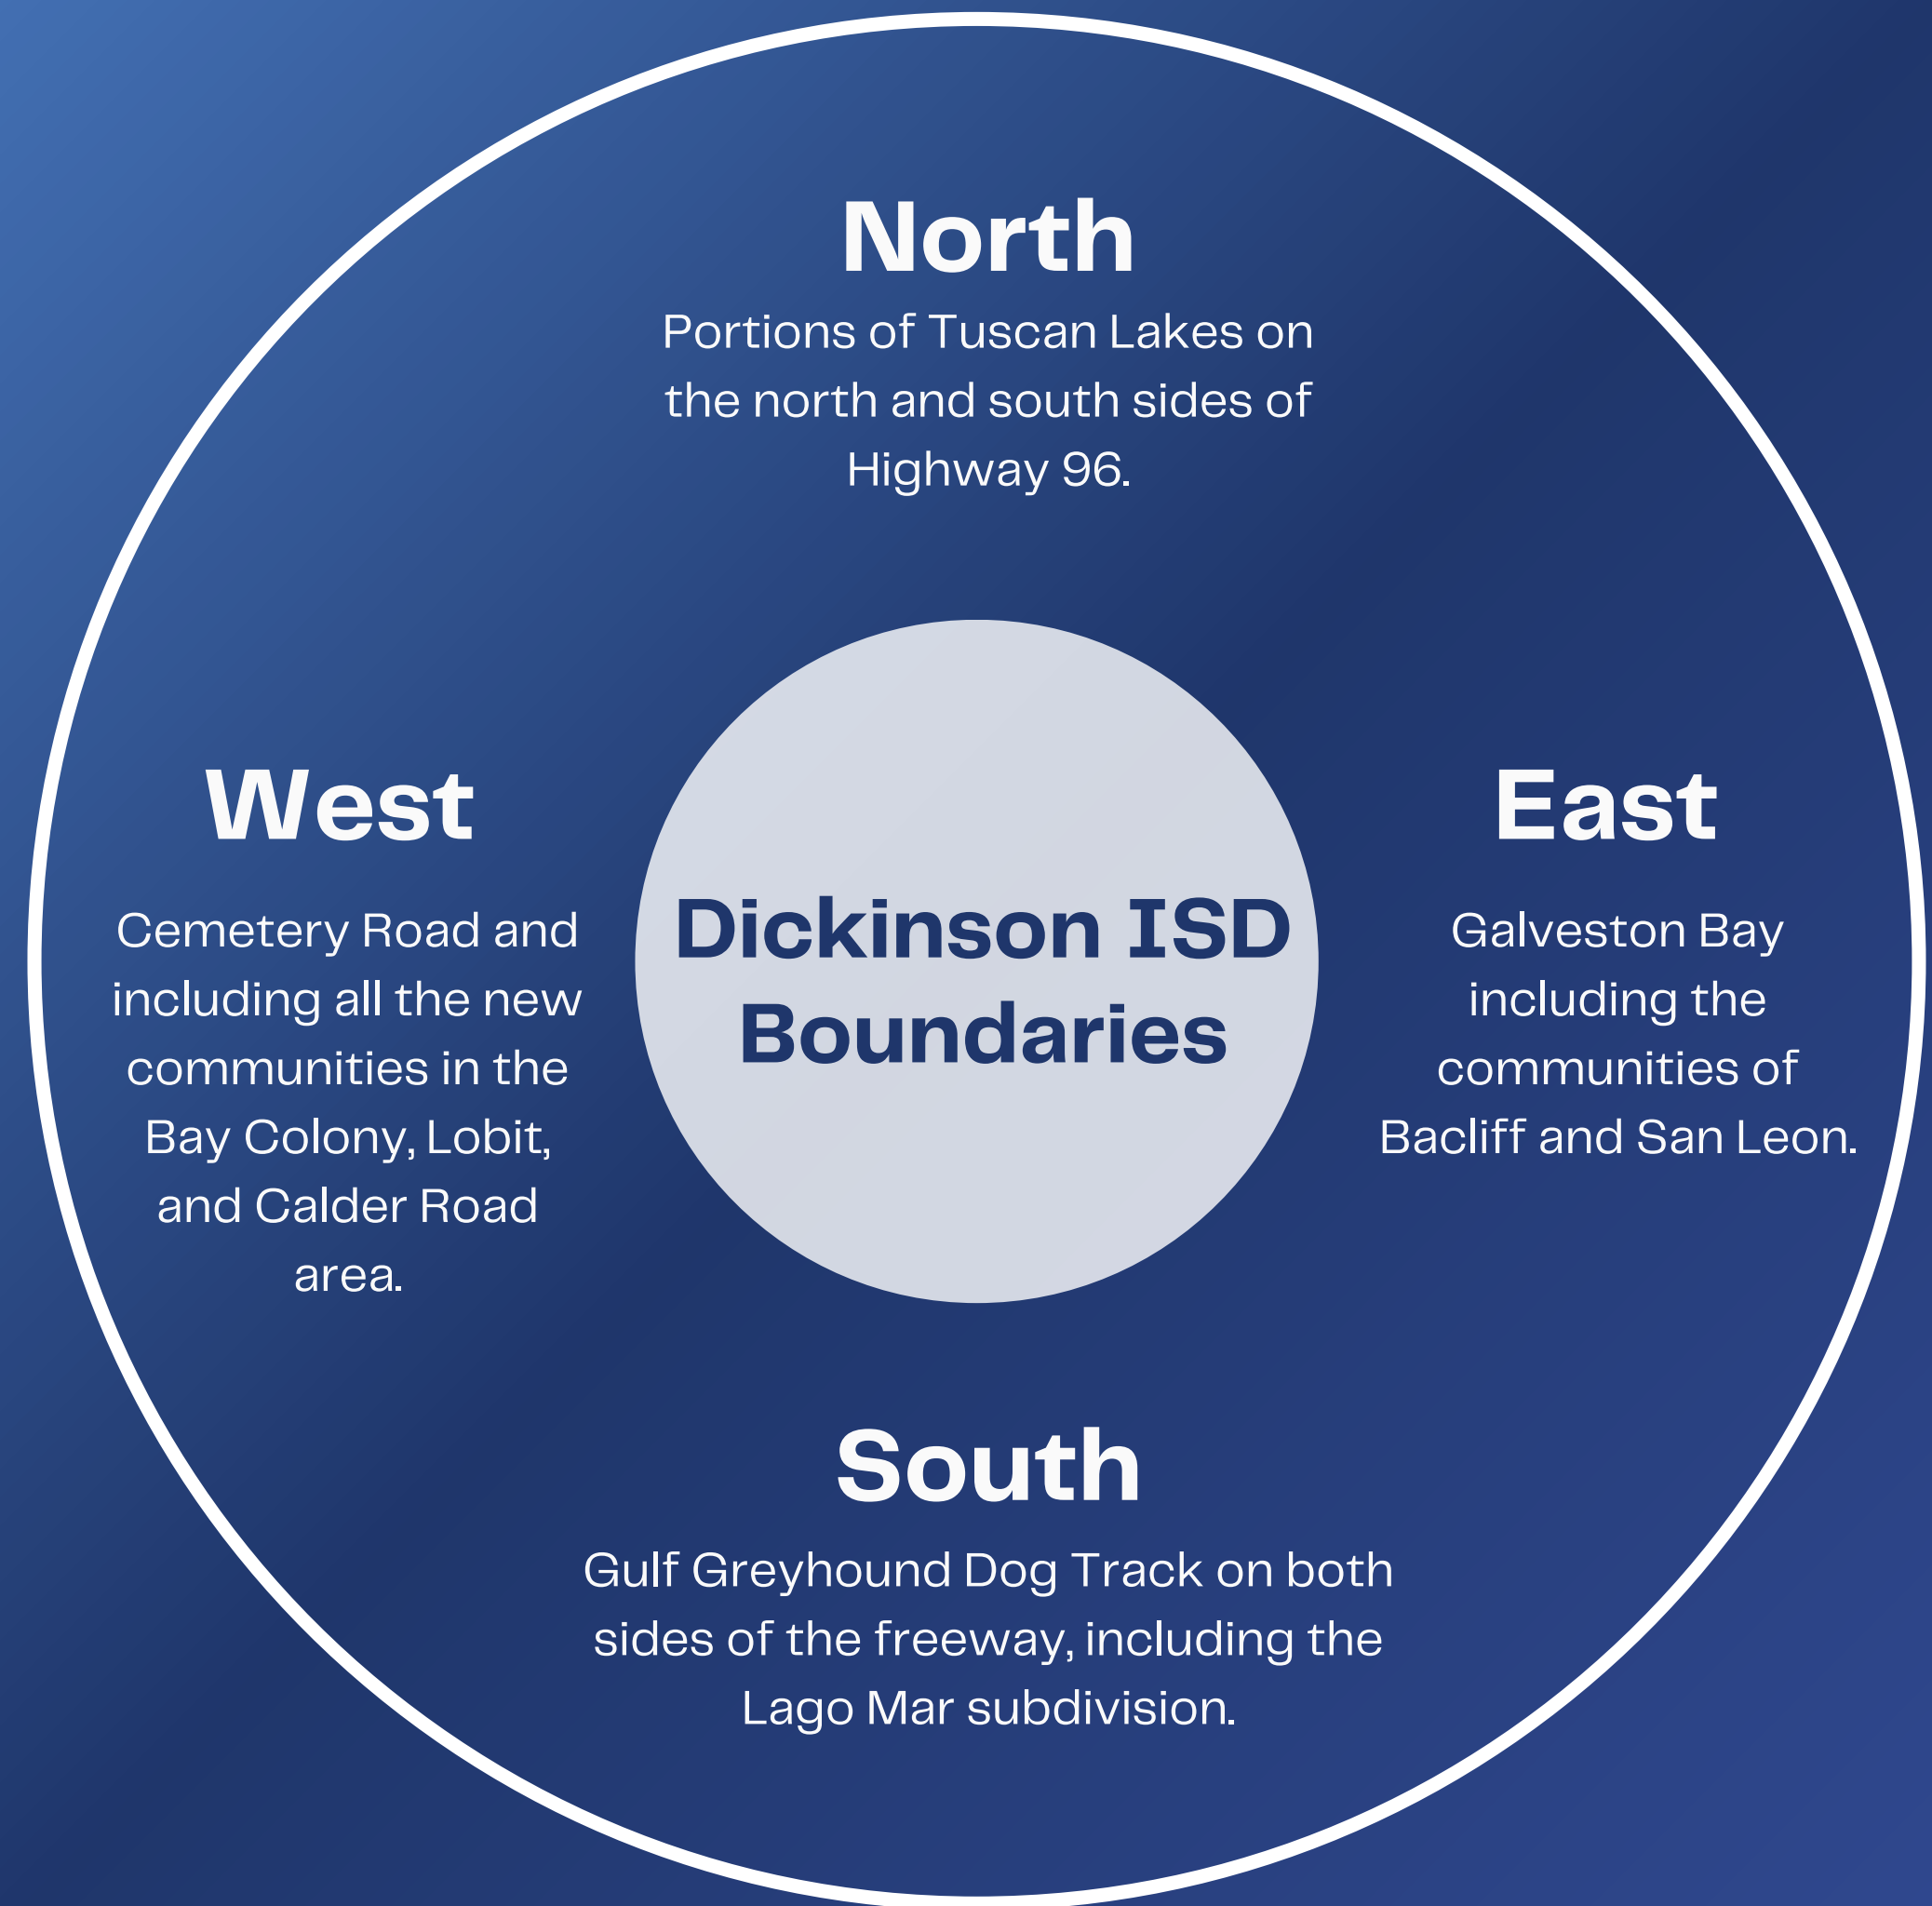 North
Portions of Tuscan Lakes on
the north and south sides of
Highway 96.
West
Cemetery Road and
including all the new
communities in the
Bay Colony, Lobit,
and Calder Road
area.
Dickinson ISD
Boundaries
East
Galveston Bay
including the
communities of
Bacliff and San Leon.
South
Gulf Greyhound Dog Track on both
sides of the freeway, including the
Lago Mar subdivision.